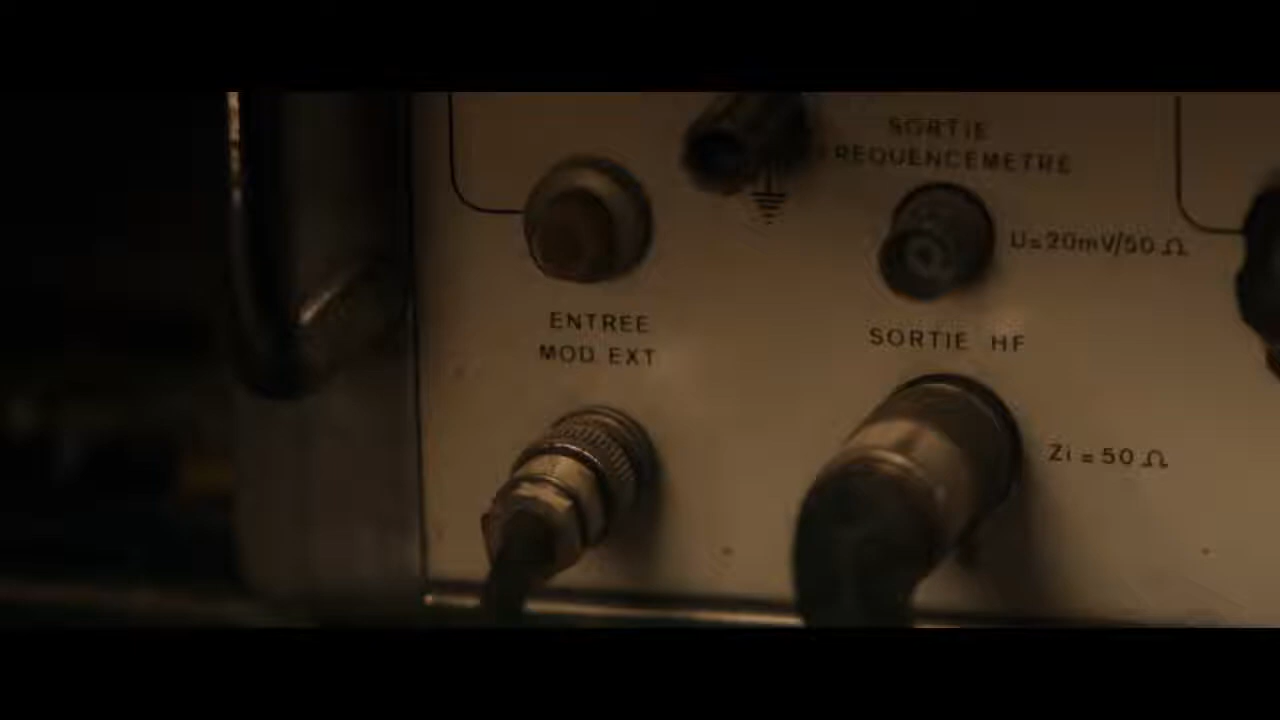 SORTIE
REQUENCEMETRE
U=20mV/50 Ω
ENTREE
MOD EXT
SORTIE HF
Zi = 50 Ω